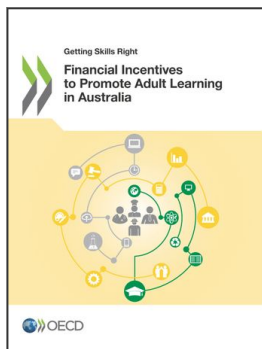 Getting Skills Right
Financial Incentives
to Promote Adult Learning
in Australia
OECD